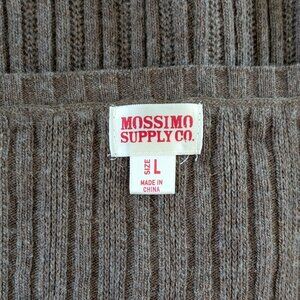 MOSSIMO
SUPPLY CO.
SIZE L
MADE IN
CHINA